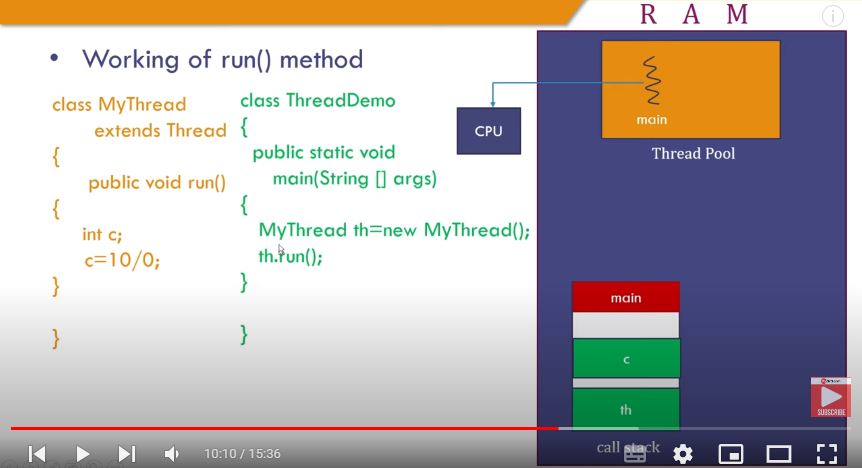 R A M
• Working of run() method
class MyThread
extends Thread
{
public void run()
{
int c;
c=10/0;
}
}
class ThreadDemo
{
public static void
main(String [] args)
{
MyThread th=new MyThread();
th.run();
}
}
CPU
main
Thread Pool
main
c
th
call stack
SUBSCRIBE
10:10 / 15:36